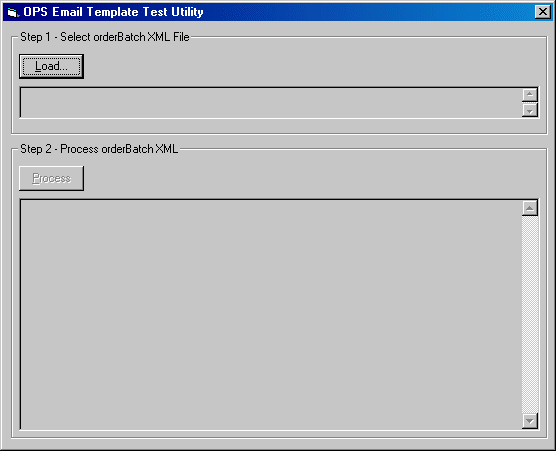 OPS Email Template Test Utility
Step 1 - Select orderBatch XML File
Load...
Step 2 - Process orderBatch XML
Process